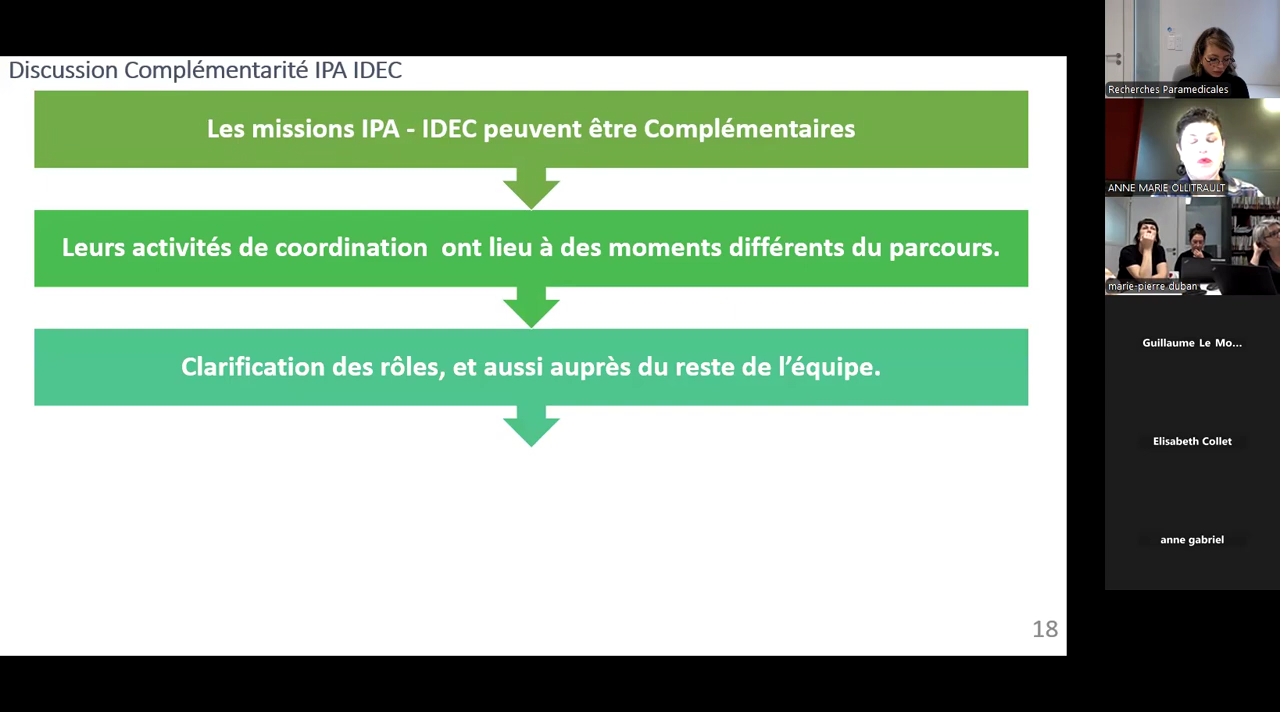 Discussion Complémentarité IPA IDEC
Les missions IPA - IDEC peuvent être Complémentaires
Leurs activités de coordination  ont lieu à des moments différents du parcours.
Clarification des rôles, et aussi auprès du reste de l’équipe.
18
Recherches Paramedicales
ANNE MARIE OLLITRAULT
marie-pierre duban
Guillaume Le Mo...
Elisabeth Collet
anne gabriel